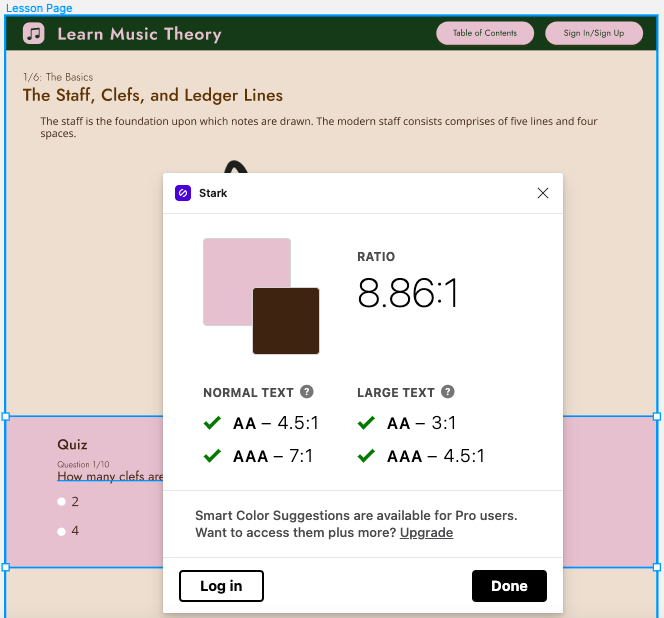 Lesson Page
Learn Music Theory
Table of Contents
Sign In/Sign Up
1/6: The Basics
The Staff, Clefs, and Ledger Lines
The staff is the foundation upon which notes are drawn. The modern staff consists comprises of five lines and four
spaces.
Stark
RATIO
8.86:1
NORMAL TEXT ?
AA – 4.5:1
AAA – 7:1
LARGE TEXT ?
AA – 3:1
AAA – 4.5:1
Quiz
Question 1/10
How many clefs are
2
4
Smart Color Suggestions are available for Pro users.
Want to access them plus more? Upgrade
Log in
Done